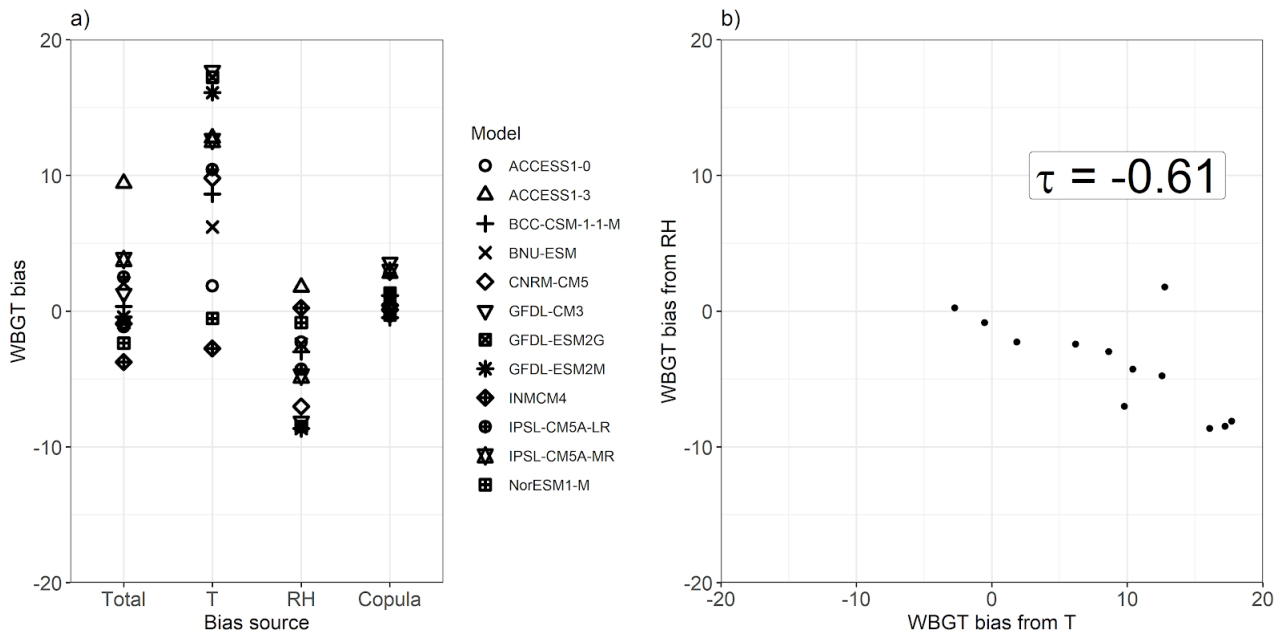 a)
20
10
0
-10
-20
WBGT bias
Total T RH Copula
Bias source
Model
ACCESS1-0
ACCESS1-3
BCC-CSM-1-1-M
BNU-ESM
CNRM-CM5
GFDL-CM3
GFDL-ESM2G
GFDL-ESM2M
INMCM4
IPSL-CM5A-LR
IPSL-CM5A-MR
NorESM1-M
b)
20
10
0
-10
-20
WBGT bias from RH
τ = -0.61
-20 -10 0 10 20
WBGT bias from T